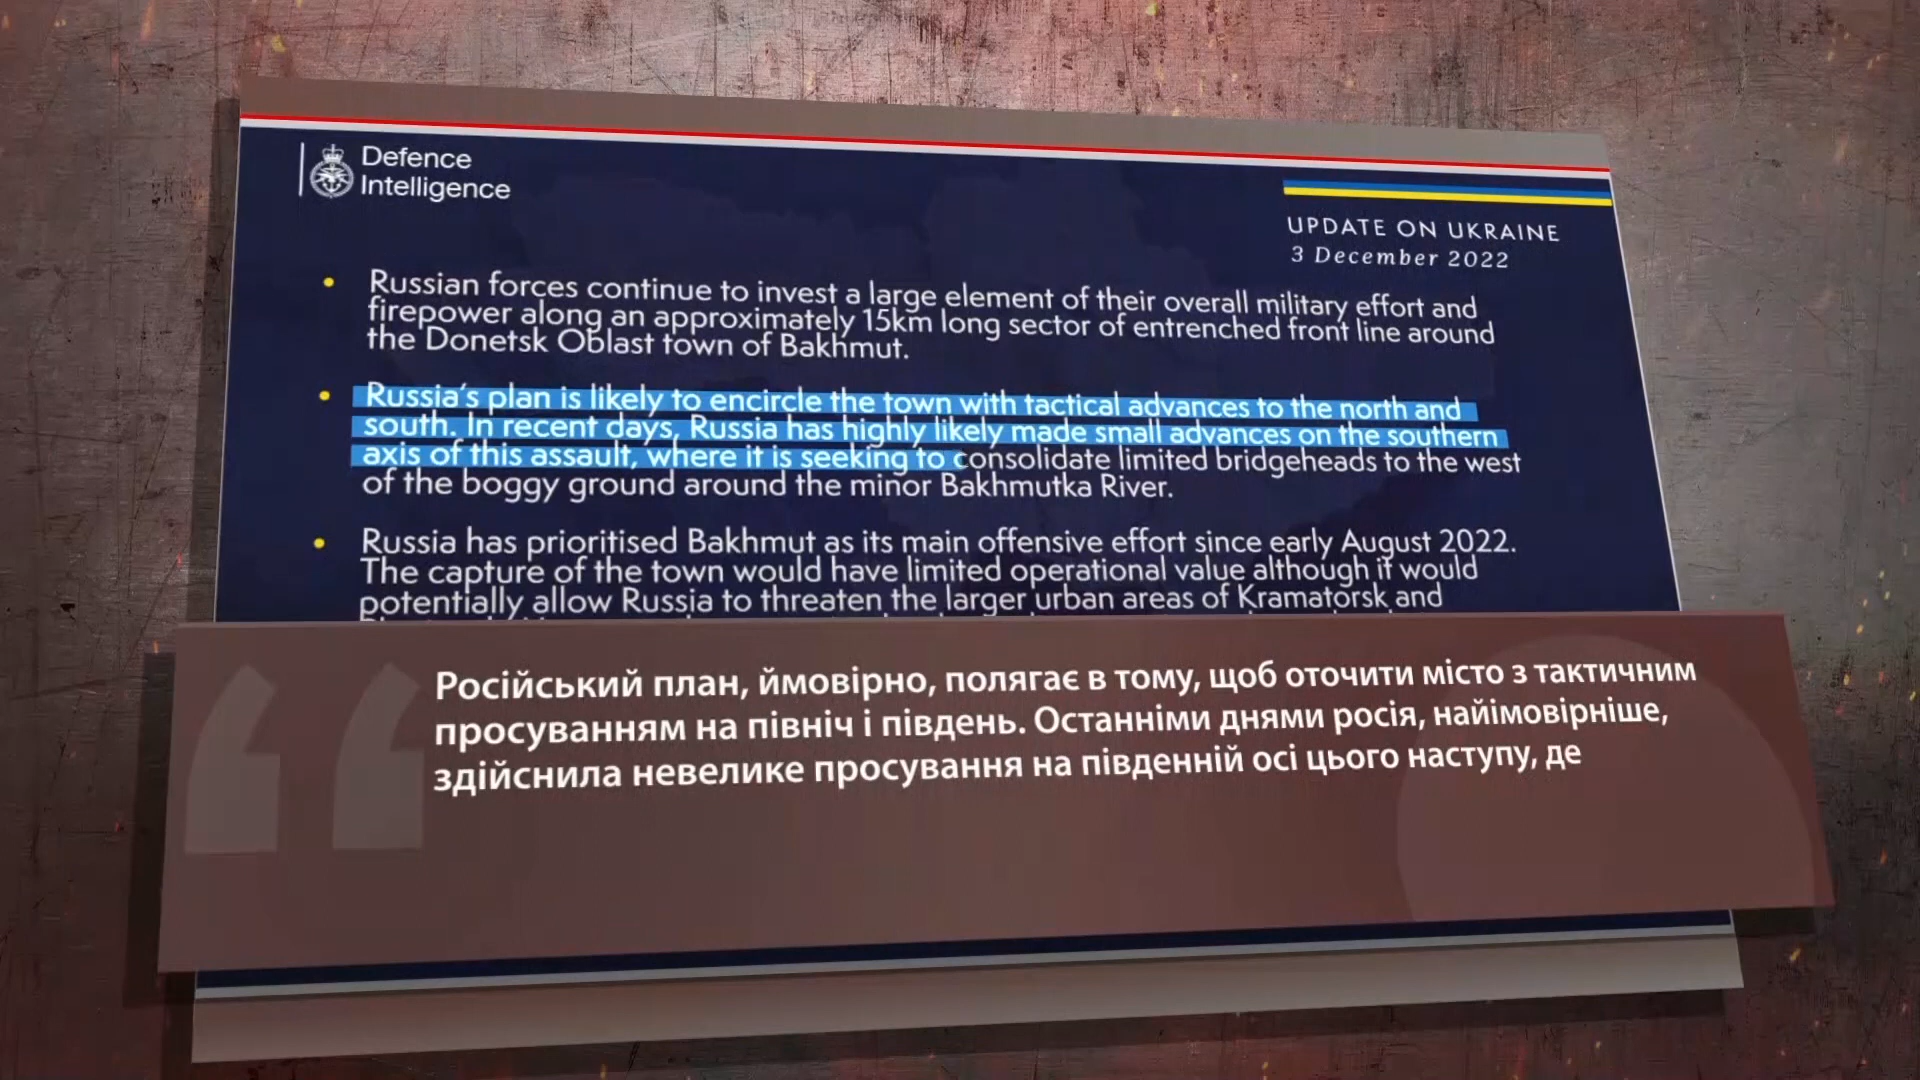 Defence
Intelligence
UPDATE ON UKRAINE
3 December 2022
• Russian forces continue to invest a large element of their overall military effort and
firepower along an approximately 15km long sector of entrenched front line around
the Donetsk Oblast town of Bakhmut.
• Russia's plan is likely to encircle the town with tactical advances to the north and
south. In recent days, Russia has highly likely made small advances on the southern
axis of this assault, where it is seeking to consolidate limited bridgeheads to the west
of the boggy ground around the minor Bakhmutka River.
• Russia has prioritised Bakhmut as its main offensive effort since early August 2022.
The capture of the town would have limited operational value although it would
potentially allow Russia to threaten the larger urban areas of Kramatorsk and
“
Російський план, ймовірно, полягає в тому, щоб оточити місто з тактичним
просуванням на північ і південь. Останніми днями росія, найімовірніше,
здійснила невелике просування на південній осі цього наступу, де